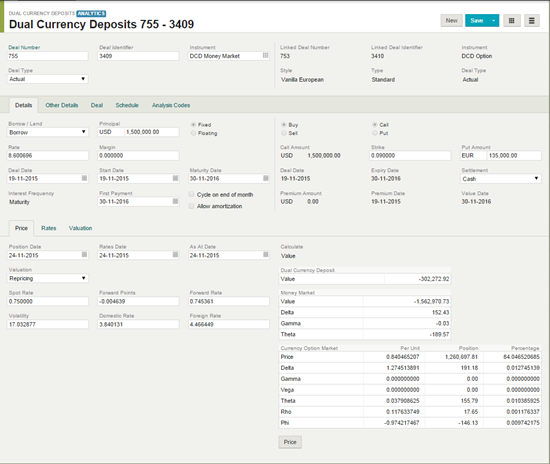 DUAL CURRENCY DEPOSITS ANALYTICS
Dual Currency Deposits 755 - 3409
New Save
Deal Number Deal Identifier Instrument Linked Deal Number Linked Deal Identifier Instrument
755 3409 DCD Money Market 753 3410 DCD Option
Deal Type Style Type Deal Type
Actual Vanilla European Standard Actual
Details Other Details Deal Schedule Analysis Codes
Borrow / Lend Principal Fixed Buy Call
Borrow USD 1,500,000.00 Floating Sell Put
Rate Margin Call Amount Strike Put Amount
8.600696 0.000000 USD 1,500,000.00 0.090000 EUR 135,000.00
Deal Date Start Date Maturity Date Deal Date Expiry Date Settlement
19-11-2015 19-11-2015 30-11-2016 19-11-2015 30-11-2016 Cash
Interest Frequency First Payment Cycle on end of month Premium Amount Premium Date Value Date
Maturity 30-11-2016 Allow amortization USD 0.00 19-11-2015 30-11-2016
Price Rates Valuation
Position Date Rates Date As At Date Calculate
24-11-2015 24-11-2015 24-11-2015 Value
Valuation Dual Currency Deposit
Repricing Value -302,272.92
Spot Rate Forward Points Forward Rate Money Market
0.750000 -0.004639 0.745361 Value -1,562,970.73
Volatility Domestic Rate Foreign Rate Delta 152.43
17.032877 3.840131 4.466449 Gamma -0.03
Theta -189.57
Currency Option Market Per Unit Position Percentage
Price 0.840465207 1,260,697.81 84.046520685
Delta 1.274513891 191.18 0.012745139
Gamma 0.000000000 0.00 0.000000000
Vega 0.000000000 0.00 0.000000000
Theta 0.037908625 155.79 0.010385925
Rho 0.117633749 17.65 0.001176337
Phi -0.974217467 -146.13 0.009742175
Price